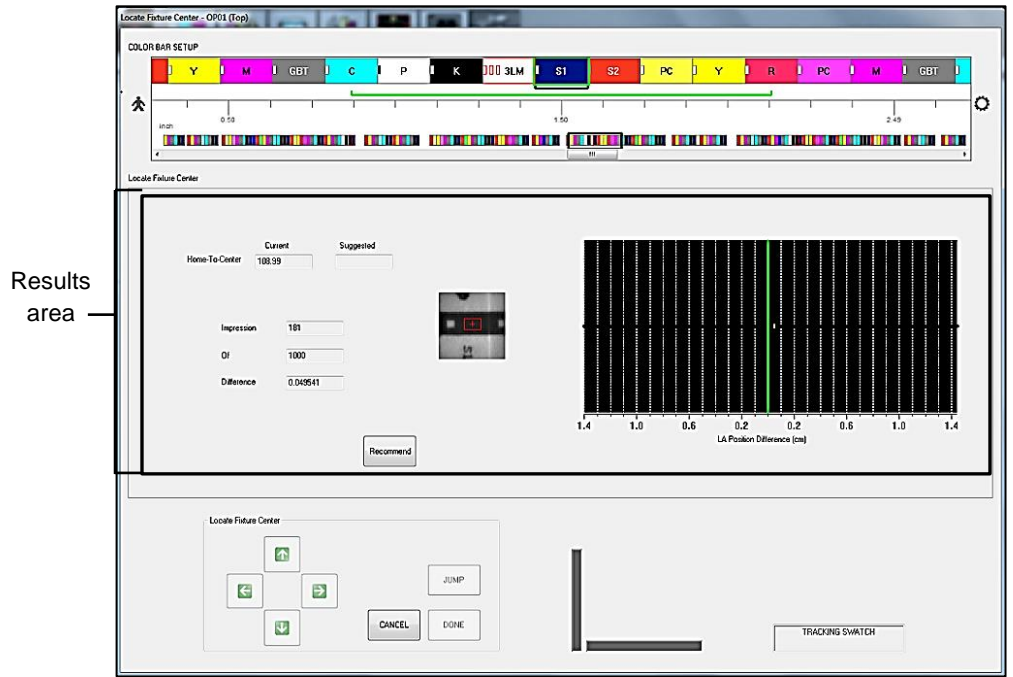 Locate Fixture Center - OP01 (Top)
COLOR BAR SETUP
Y M GBT C P K 3LM S1 S2 PC Y R PC M GBT
0.50 1.50 2.49
inch
Locate Fixture Center
Results
area
Current Suggested
Home-To-Center 108.99
Impression 181
Of 1000
Difference 0.049541
S1
Recommend
1.4 1.0 0.6 0.2 0.2 0.6 1.0 1.4
LA Position Difference (cm)
Locate Fixture Center
JUMP
CANCEL DONE
TRACKING SWATCH